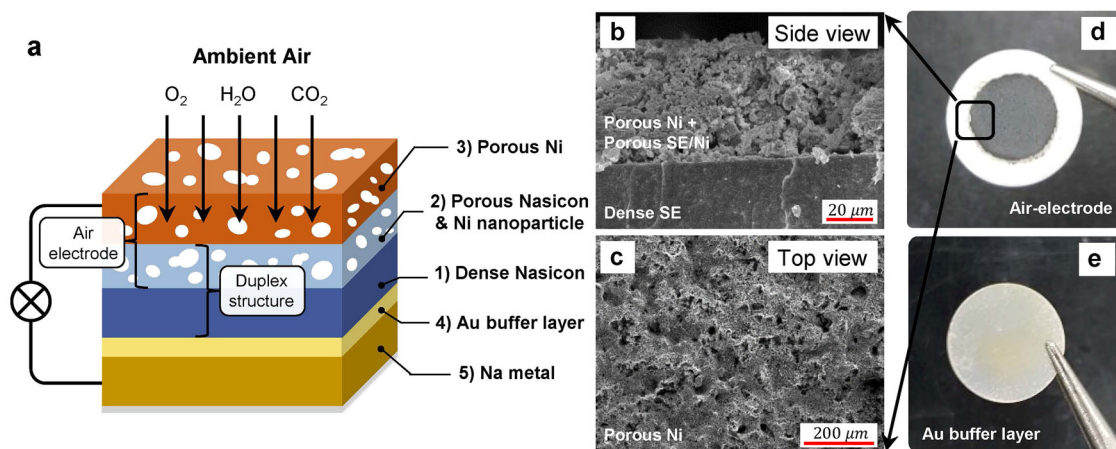 a
Ambient Air
O₂ H₂O CO₂
3) Porous Ni
2) Porous Nasicon
& Ni nanoparticle
Air
electrode
Duplex
structure
1) Dense Nasicon
4) Au buffer layer
5) Na metal
b
Side view
Porous Ni +
Porous SE/Ni
Dense SE
20 μm
c
Top view
Porous Ni
200 μm
d
Air-electrode
e
Au buffer layer